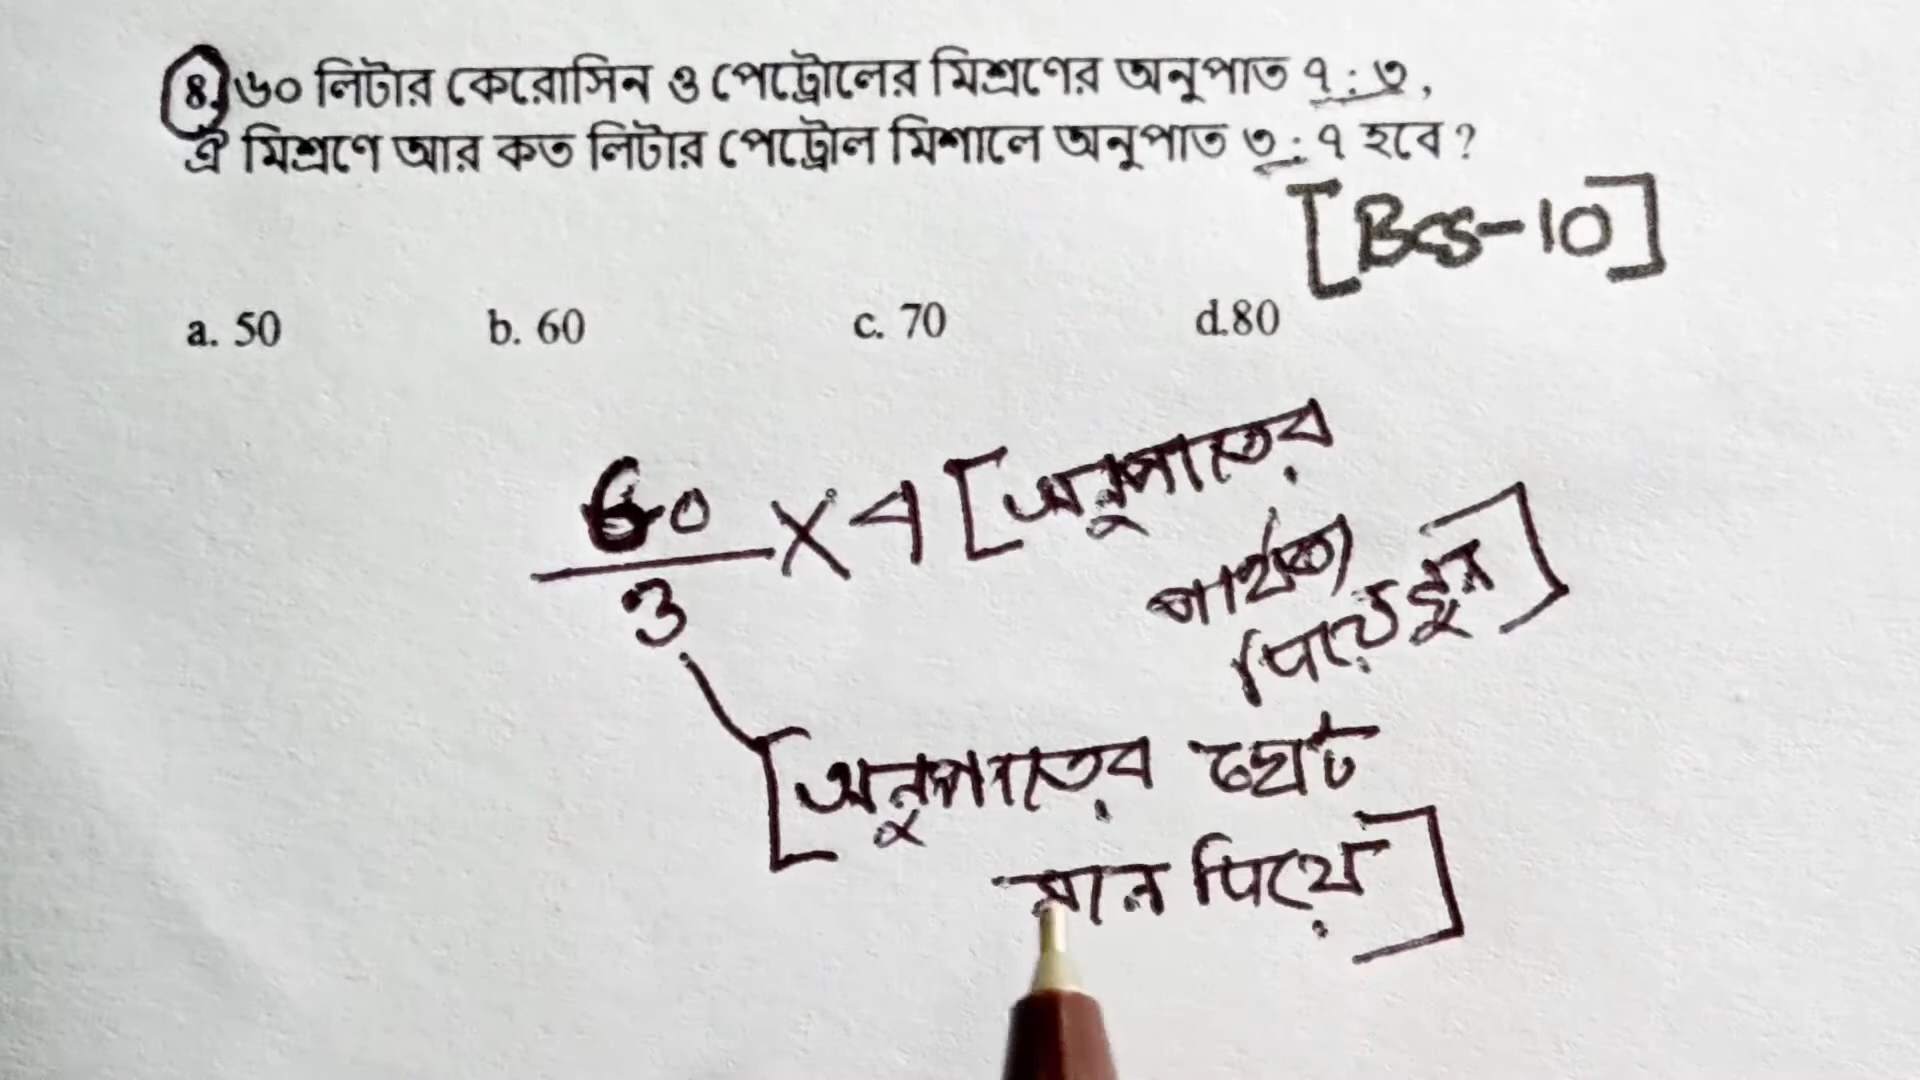 8. ৬০ লিটার কেরোসিন ও পেট্রোলের মিশ্রণের অনুপাত ৭ : ৩,
ঐ মিশ্রণে আর কত লিটার পেট্রোল মিশালে অনুপাত ৩ : ৭ হবে ?
[Bcs-10]
a. 50 b. 60 c. 70 d.80
60
3
× 4 [অনুপাতের
পার্থক্য
দিয়ে গুন]
[অনুপাতের ছোট
মান দিয়ে]